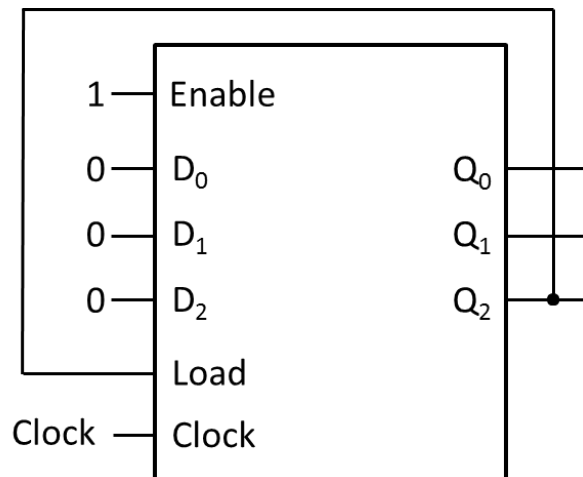 1 Enable
0 D₀ Q₀
0 D₁ Q₁
0 D₂ Q₂
Load
Clock Clock